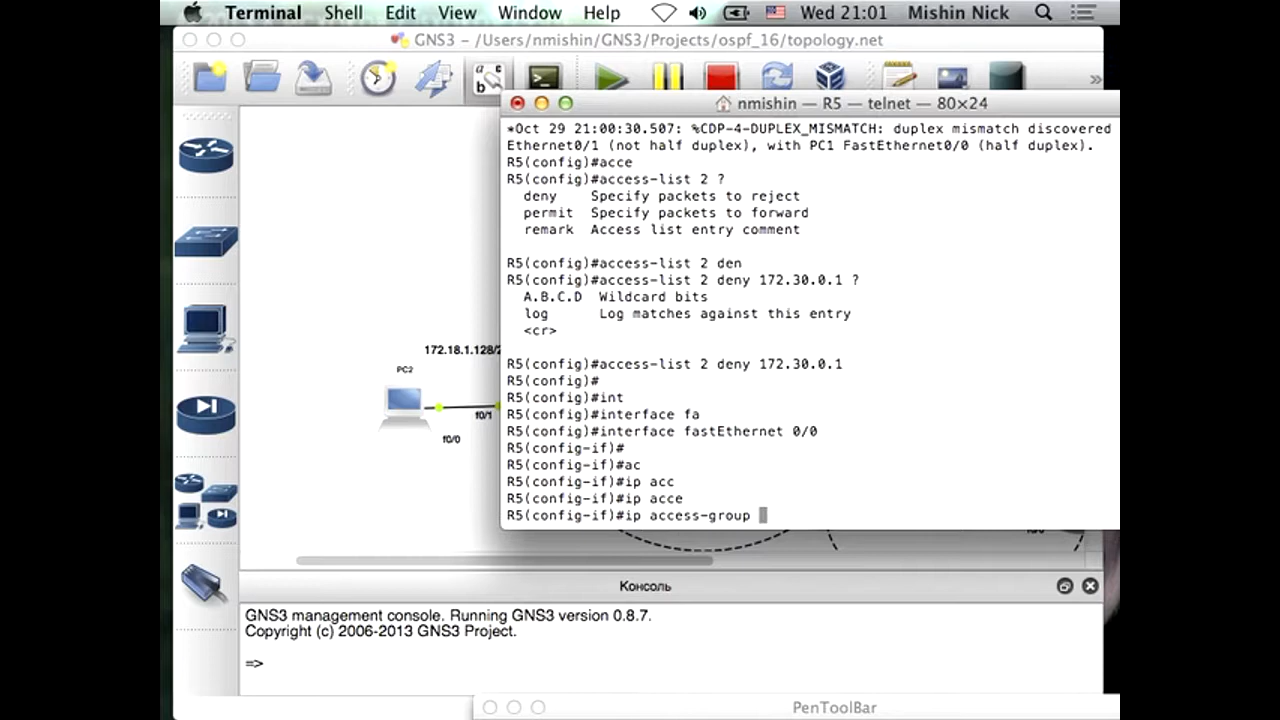 Terminal Shell Edit View Window Help Wed 21:01 Mishin Nick
GNS3 – /Users/nmishin/GNS3/Projects/ospf_16/topology.net
nmishin — R5 — telnet — 80×24
*Oct 29 21:00:30.507: %CDP-4-DUPLEX_MISMATCH: duplex mismatch discovered
Ethernet0/1 (not half duplex), with PC1 FastEthernet0/0 (half duplex).
R5(config)#acce
R5(config)#access-list 2 ?
deny Specify packets to reject
permit Specify packets to forward
remark Access list entry comment
R5(config)#access-list 2 den
R5(config)#access-list 2 deny 172.30.0.1 ?
A.B.C.D Wildcard bits
log Log matches against this entry
<cr>
R5(config)#access-list 2 deny 172.30.0.1
R5(config)#
R5(config)#int
R5(config)#interface fa
R5(config)#interface fastEthernet 0/0
R5(config-if)#
R5(config-if)#ac
R5(config-if)#ip acc
R5(config-if)#ip acce
R5(config-if)#ip access-group
172.18.1.128/2
PC2
f0/1
f0/0
Консоль
GNS3 management console. Running GNS3 version 0.8.7.
Copyright (c) 2006-2013 GNS3 Project.
=>
PenToolBar